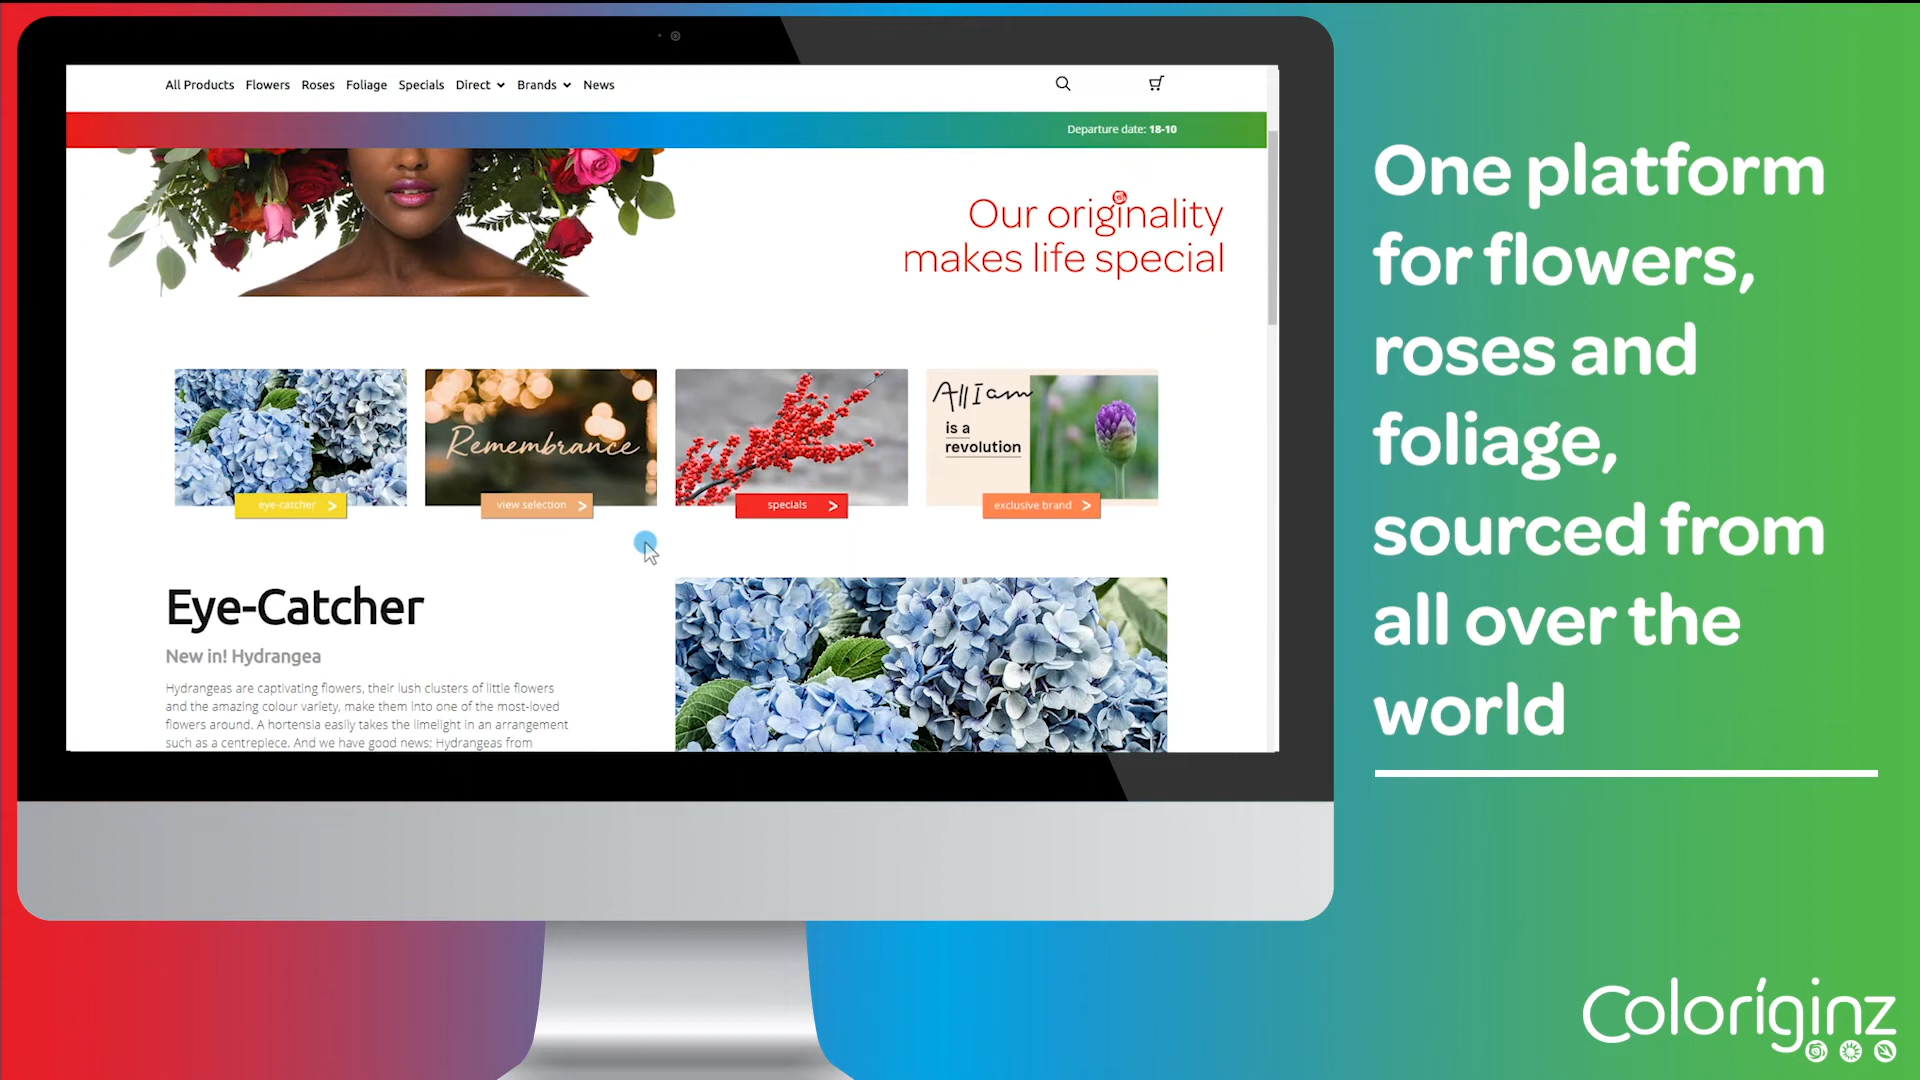 All Products Flowers Roses Foliage Specials Direct Brands News
Departure date: 18-10
Our originality
makes life special
eye-catcher
Remembrance
view selection
specials
All I am
is a
revolution
exclusive brand
Eye-Catcher
New in! Hydrangea
Hydrangeas are captivating flowers, their lush clusters of little flowers
and the amazing colour variety, make them into one of the most-loved
flowers around. A hortensia easily takes the limelight in an arrangement
such as a centrepiece. And we have good news; Hydrangeas from
One platform
for flowers,
roses and
foliage,
sourced from
all over the
world
Coloríginz